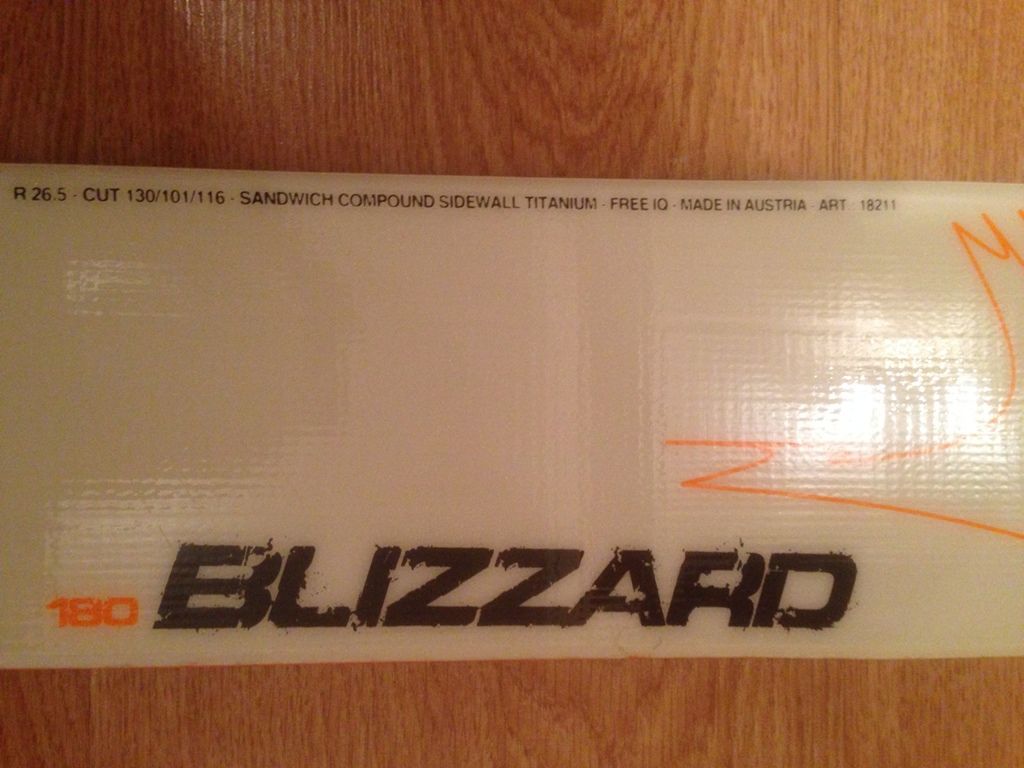 R 26.5 - CUT 130/101/116 - SANDWICH COMPOUND SIDEWALL TITANIUM - FREE IQ - MADE IN AUSTRIA - ART. 18211
180 BLIZZARD